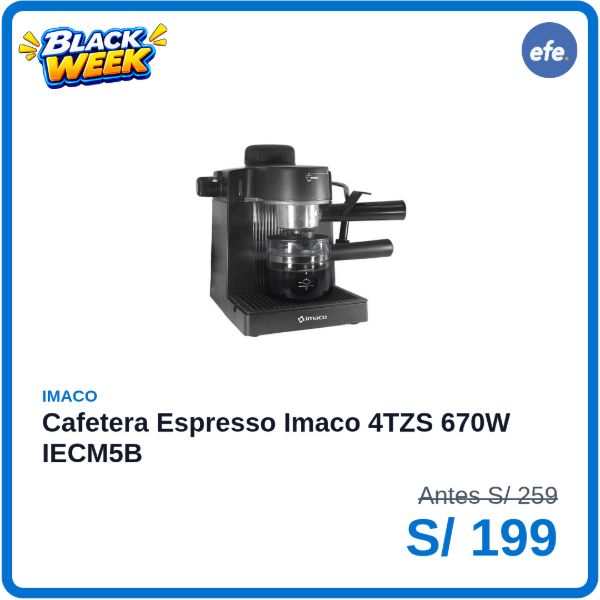 BLACK
WEEK
efe.
imaco
IMACO
Cafetera Espresso Imaco 4TZS 670W
IECM5B
Antes S/ 259
S/ 199